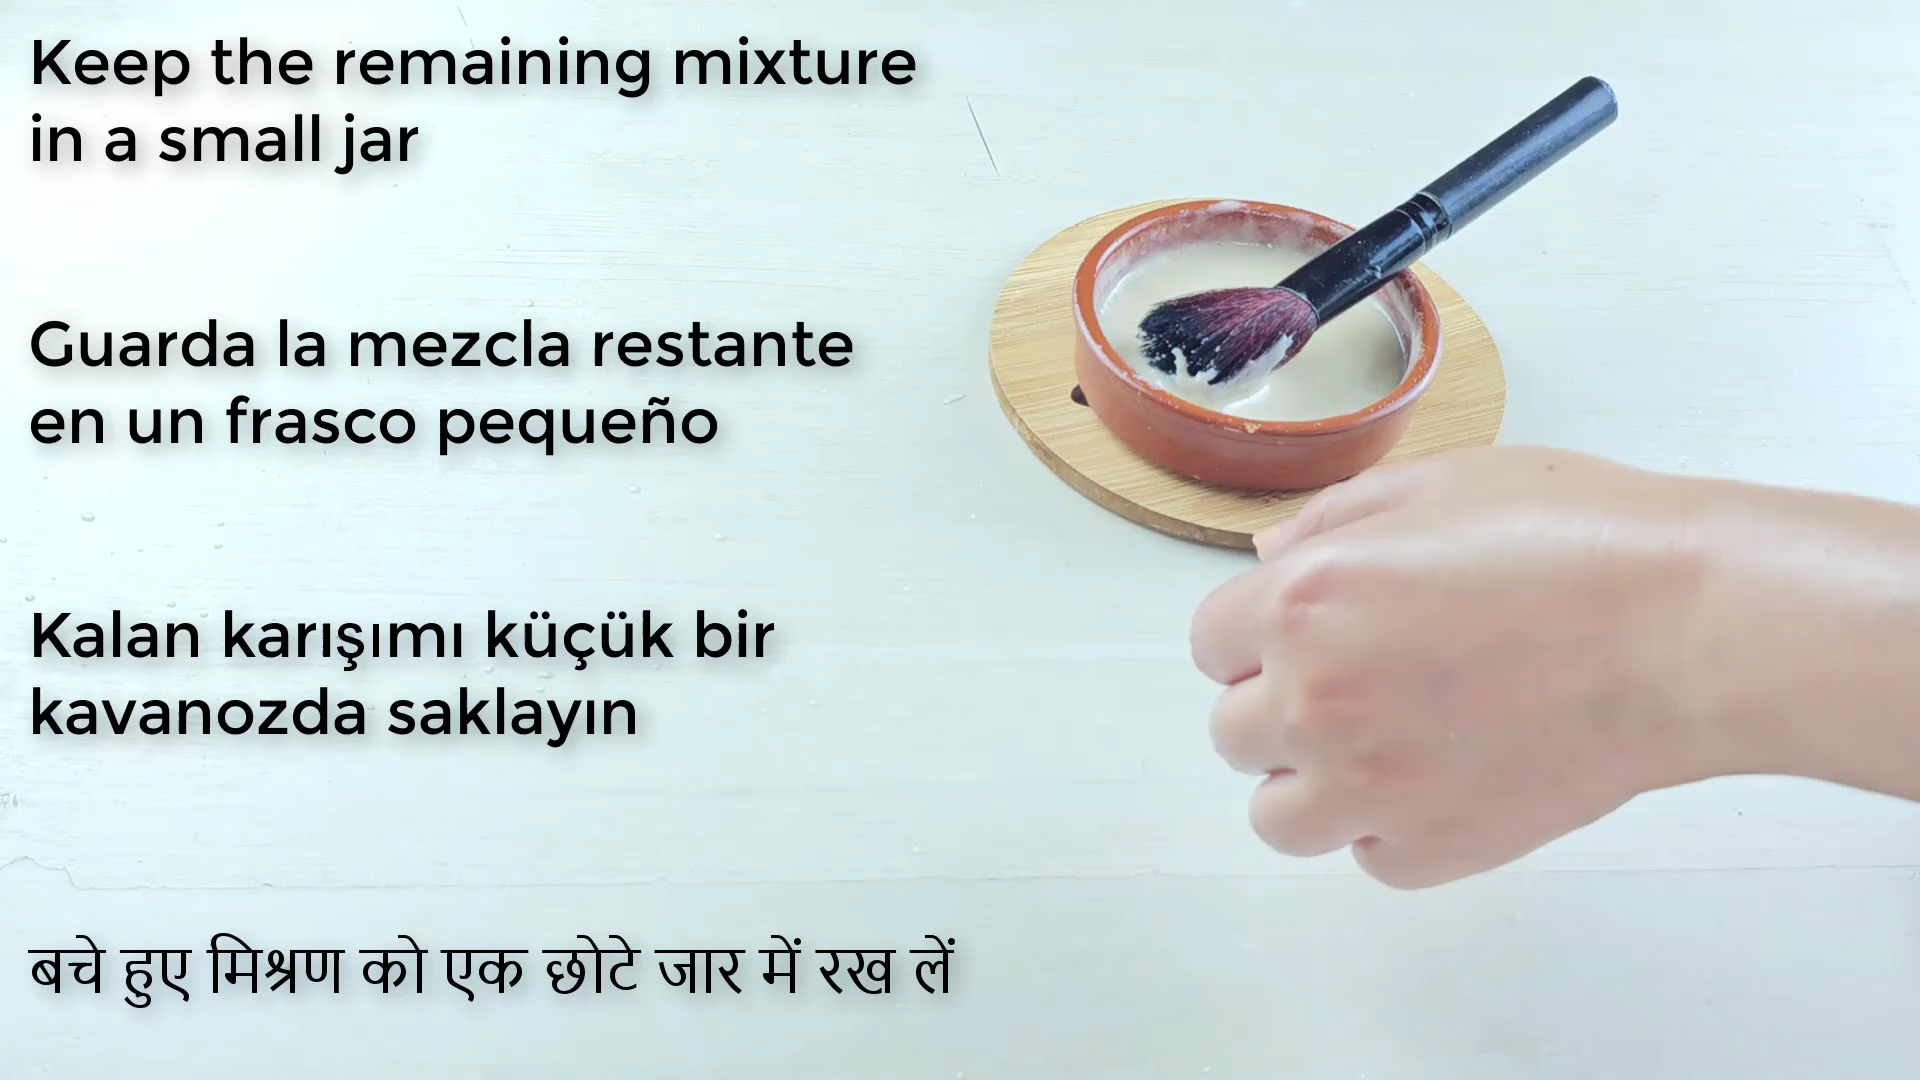 Keep the remaining mixture
in a small jar
Guarda la mezcla restante
en un frasco pequeño
Kalan karışımı küçük bir
kavanozda saklayın
बचे हुए मिश्रण को एक छोटे जार में रख लें